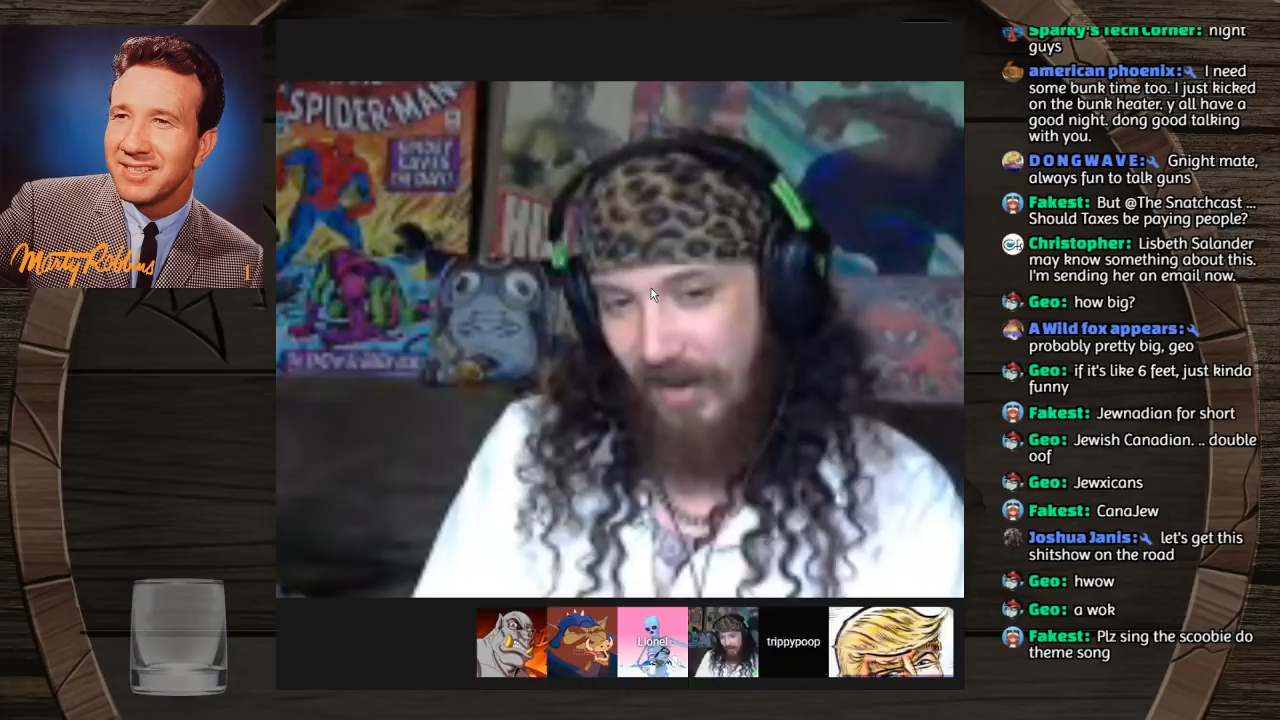 Marty Robbins
SPIDER-MAN
Lionel
trippypoop
Sparky's Tech Corner: night
guys
american phoenix: I need
some bunk time too. I just kicked
on the bunk heater. y all have a
good night. dong good talking
with you.
DONGWAVE: Gnight mate,
always fun to talk guns
Fakest: But @The Snatchcast ...
Should Taxes be paying people?
Christopher: Lisbeth Salander
may know something about this.
I'm sending her an email now.
Geo: how big?
A Wild fox appears:
probably pretty big, geo
Geo: if it's like 6 feet, just kinda
funny
Fakest: Jewnadian for short
Geo: Jewish Canadian. .. double
oof
Geo: Jewxicans
Fakest: CanaJew
Joshua Janis: let's get this
shitshow on the road
Geo: hwow
Geo: a wok
Fakest: Plz sing the scoobie do
theme song